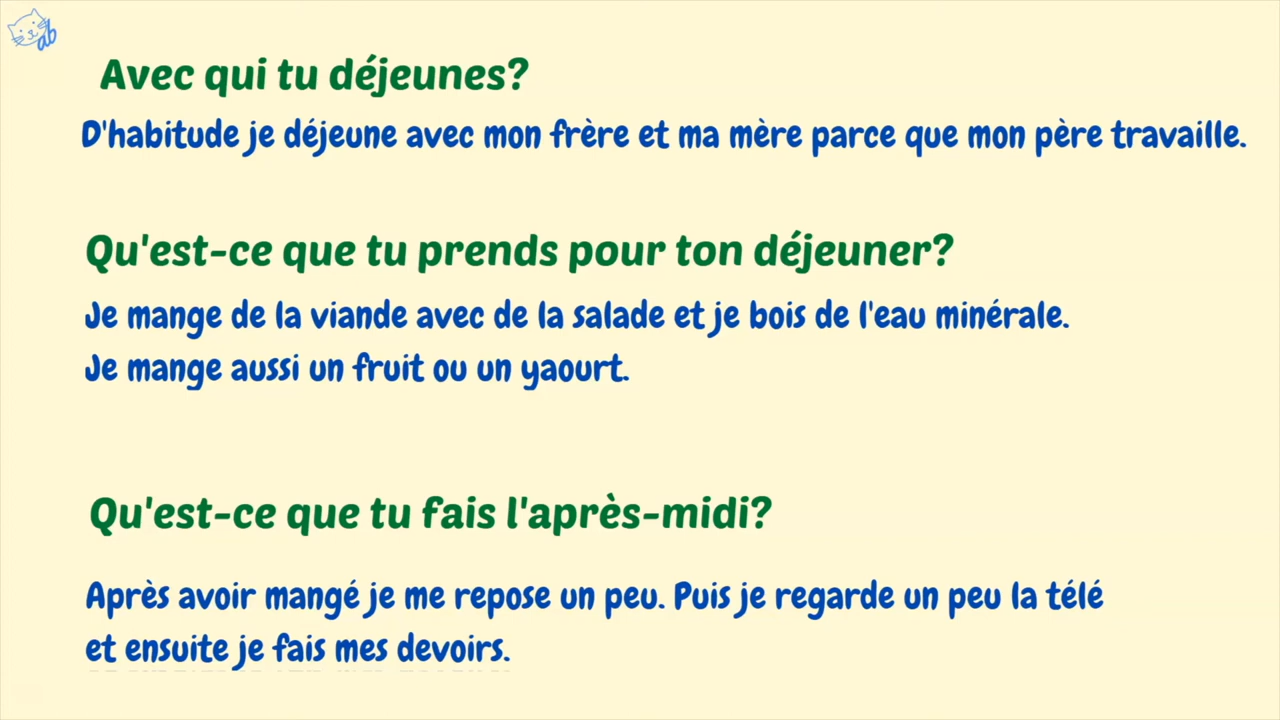 ab
Avec qui tu déjeunes?
D'habitude je déjeune avec mon frère et ma mère parce que mon père travaille.
Qu'est-ce que tu prends pour ton déjeuner?
Je mange de la viande avec de la salade et je bois de l'eau minérale.
Je mange aussi un fruit ou un yaourt.
Qu'est-ce que tu fais l'après-midi?
Après avoir mangé je me repose un peu. Puis je regarde un peu la télé
et ensuite je fais mes devoirs.